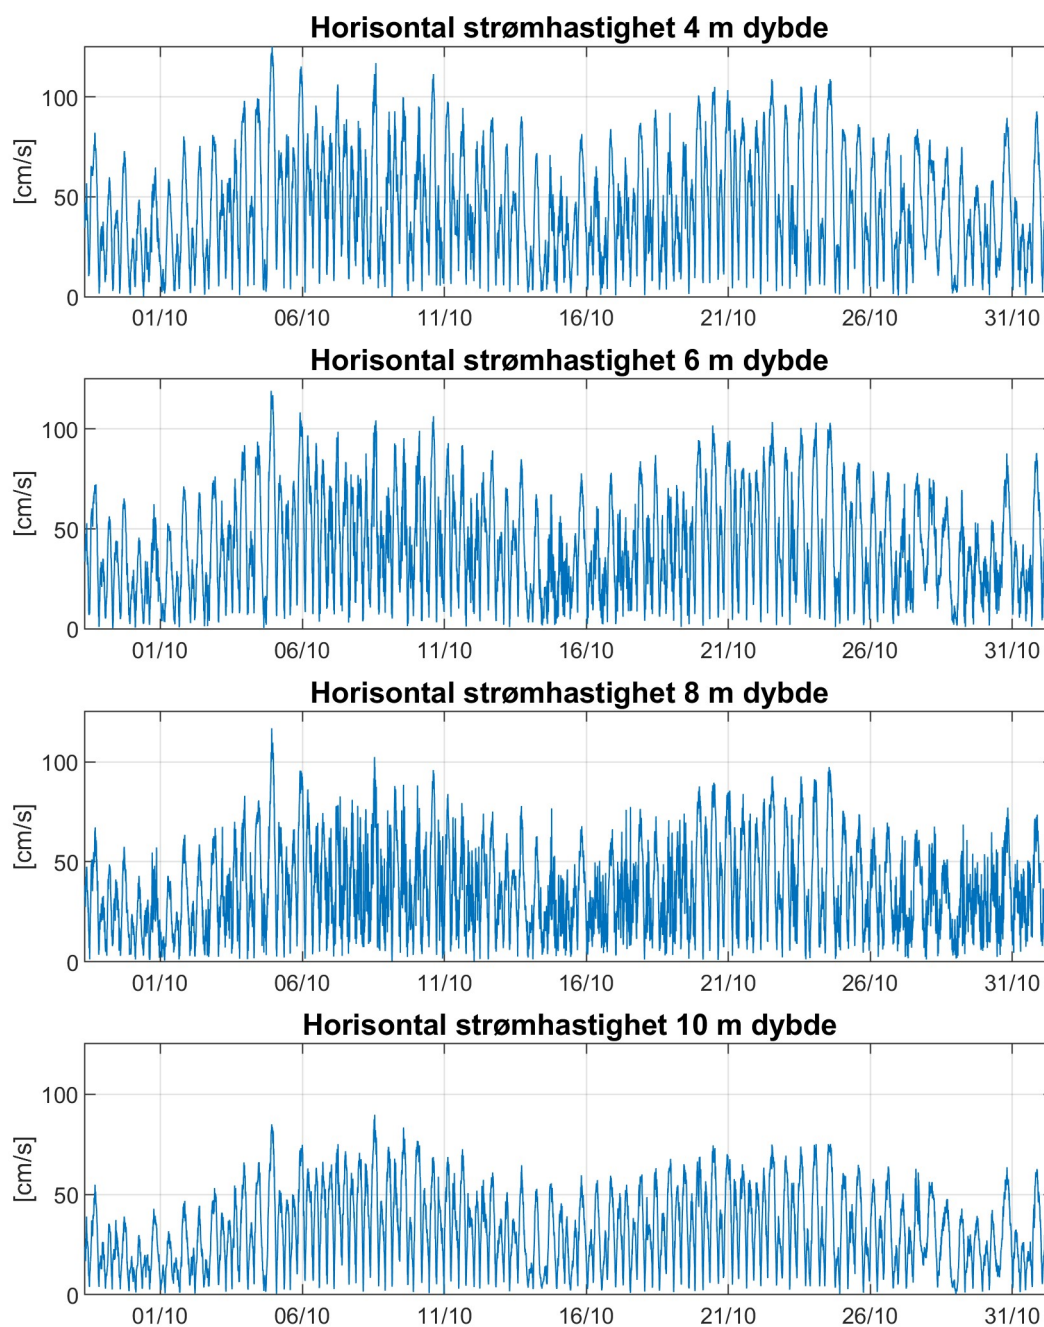 Horisontal strømhastighet 4 m dybde
100
50
0
[cm/s]
01/10 06/10 11/10 16/10 21/10 26/10 31/10
Horisontal strømhastighet 6 m dybde
100
50
0
[cm/s]
01/10 06/10 11/10 16/10 21/10 26/10 31/10
Horisontal strømhastighet 8 m dybde
100
50
0
[cm/s]
01/10 06/10 11/10 16/10 21/10 26/10 31/10
Horisontal strømhastighet 10 m dybde
100
50
0
[cm/s]
01/10 06/10 11/10 16/10 21/10 26/10 31/10